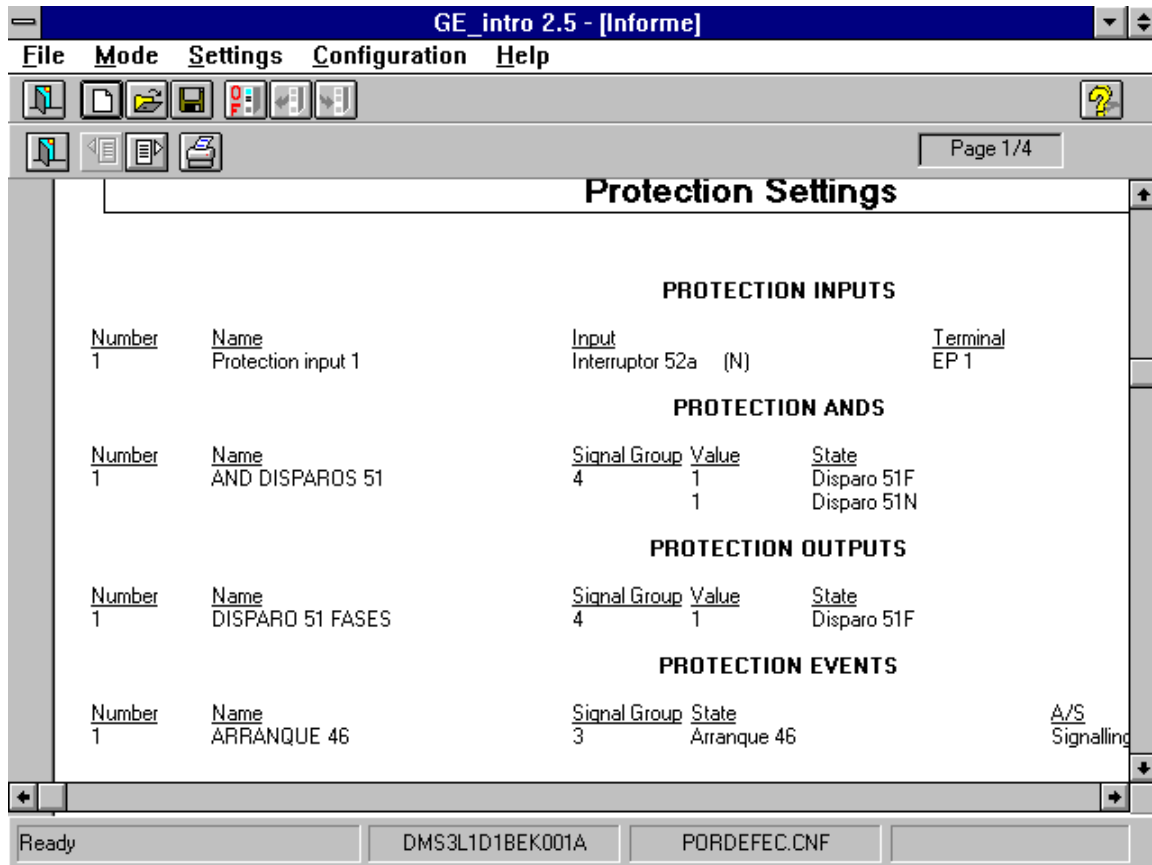 GE_intro 2.5 - [Informe]
File Mode Settings Configuration Help
Page 1/4
Protection Settings
PROTECTION INPUTS
Number Name Input Terminal
1 Protection input 1 Interruptor 52a (N) EP 1
PROTECTION ANDS
Number Name Signal Group Value State
1 AND DISPAROS 51 4 1 Disparo 51F
1 Disparo 51N
PROTECTION OUTPUTS
Number Name Signal Group Value State
1 DISPARO 51 FASES 4 1 Disparo 51F
PROTECTION EVENTS
Number Name Signal Group State A/S
1 ARRANQUE 46 3 Arranque 46 Signalling
Ready DMS3L1D1BEK001A PORDEFEC.CNF